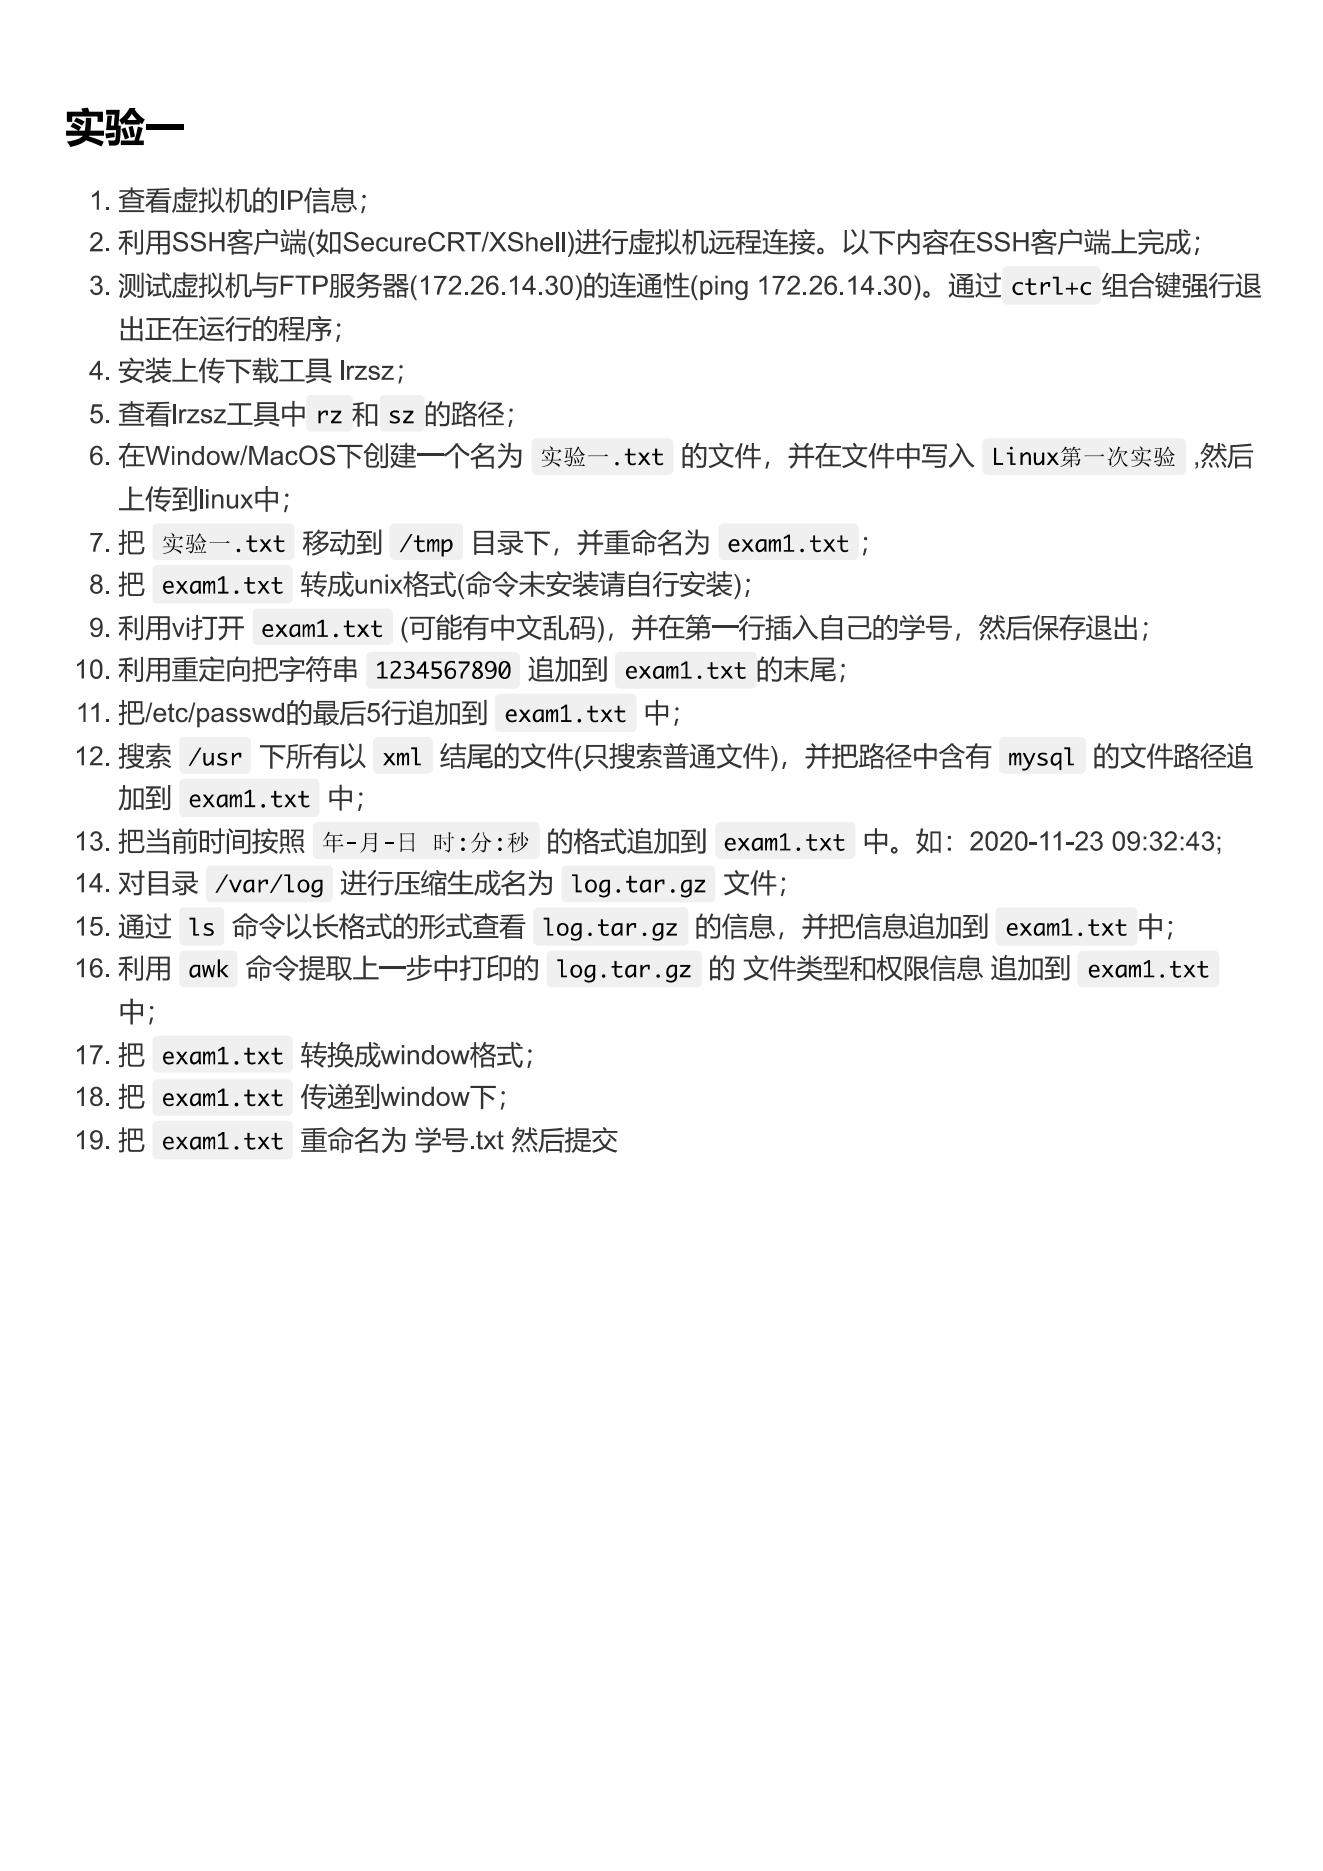 实验一
1. 查看虚拟机的IP信息；
2. 利用SSH客户端(如SecureCRT/XShell)进行虚拟机远程连接。以下内容在SSH客户端上完成；
3. 测试虚拟机与FTP服务器(172.26.14.30)的连通性(ping 172.26.14.30)。通过 ctrl+c 组合键强行退
出正在运行的程序；
4. 安装上传下载工具 lrzsz；
5. 查看lrzsz工具中 rz 和 sz 的路径；
6. 在Window/MacOS下创建一个名为 实验一.txt 的文件，并在文件中写入 Linux第一次实验 ,然后
上传到linux中；
7. 把 实验一.txt 移动到 /tmp 目录下，并重命名为 exam1.txt ；
8. 把 exam1.txt 转成unix格式(命令未安装请自行安装)；
9. 利用vi打开 exam1.txt (可能有中文乱码)，并在第一行插入自己的学号，然后保存退出；
10. 利用重定向把字符串 1234567890 追加到 exam1.txt 的末尾；
11. 把/etc/passwd的最后5行追加到 exam1.txt 中；
12. 搜索 /usr 下所有以 xml 结尾的文件(只搜索普通文件)，并把路径中含有 mysql 的文件路径追
加到 exam1.txt 中；
13. 把当前时间按照 年-月-日 时:分:秒 的格式追加到 exam1.txt 中。如：2020-11-23 09:32:43;
14. 对目录 /var/log 进行压缩生成名为 log.tar.gz 文件；
15. 通过 ls 命令以长格式的形式查看 log.tar.gz 的信息，并把信息追加到 exam1.txt 中；
16. 利用 awk 命令提取上一步中打印的 log.tar.gz 的 文件类型和权限信息 追加到 exam1.txt
中；
17. 把 exam1.txt 转换成window格式；
18. 把 exam1.txt 传递到window下；
19. 把 exam1.txt 重命名为 学号.txt 然后提交